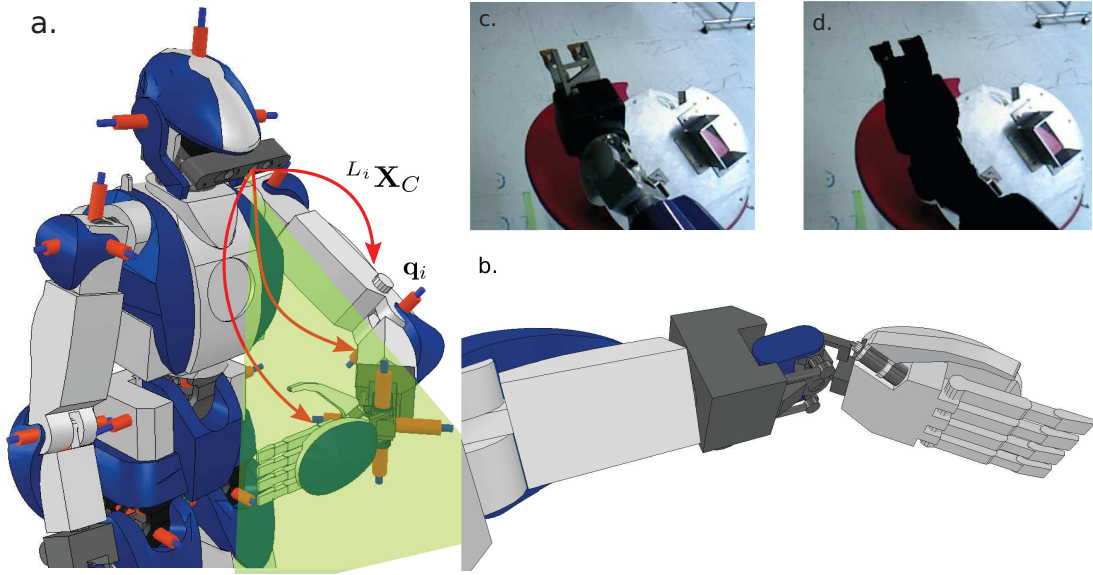 a.
c.
d.
$^{L_i}\mathbf{X}_C$
$\mathbf{q}_i$
b.